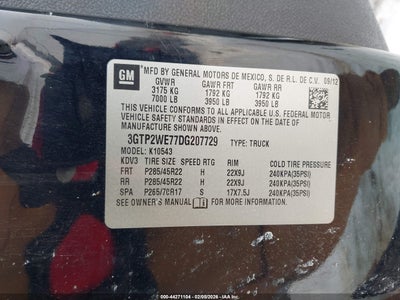 GM
MFD BY GENERAL MOTORS DE MEXICO, S. DE R.L. DE C.V. 09/12
GVWR GAWR FRT GAWR RR
3175 KG 1792 KG 1792 KG
7000 LB 3950 LB 3950 LB
THIS VEHICLE CONFORMS TO ALL APPLICABLE U.S.
FEDERAL MOTOR VEHICLE SAFETY STANDARDS
IN EFFECT ON THE DATE OF MANUFACTURE
SHOWN ABOVE.
3GTP2WE77DG207729 TYPE: TRUCK
MODEL: K10543
KDV3 TIRE SIZE SPEED RTG RIM COLD TIRE PRESSURE
FRT P285/45R22 H 22X9J 240KPA(35PSI)
RR P285/45R22 H 22X9J 240KPA(35PSI)
SPA P265/70R17 S 17X7.5J 240KPA(35PSI)
SEE OWNER'S MANUAL FOR ADDITIONAL INFORMATION.
000-44271104 - 02/09/2026 - IAA Inc.